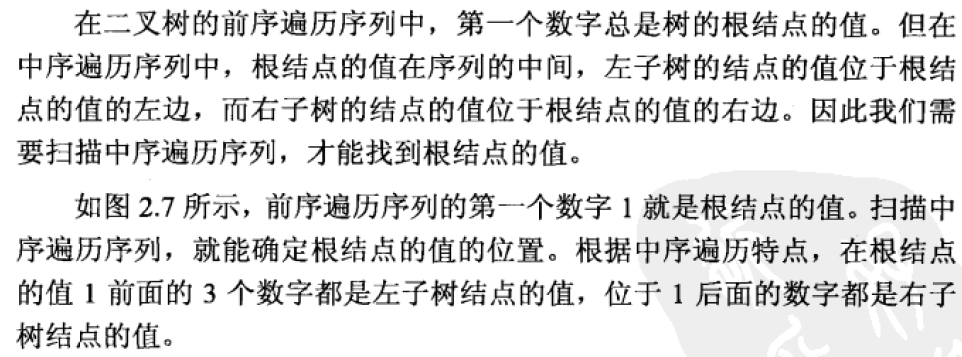 在二叉树的前序遍历序列中，第一个数字总是树的根结点的值。但在
中序遍历序列中，根结点的值在序列的中间，左子树的结点的值位于根结
点的值的左边，而右子树的结点的值位于根结点的值的右边。因此我们需
要扫描中序遍历序列，才能找到根结点的值。
如图 2.7 所示，前序遍历序列的第一个数字 1 就是根结点的值。扫描中
序遍历序列，就能确定根结点的值的位置。根据中序遍历特点，在根结点
的值 1 前面的 3 个数字都是左子树结点的值，位于 1 后面的数字都是右子
树结点的值。